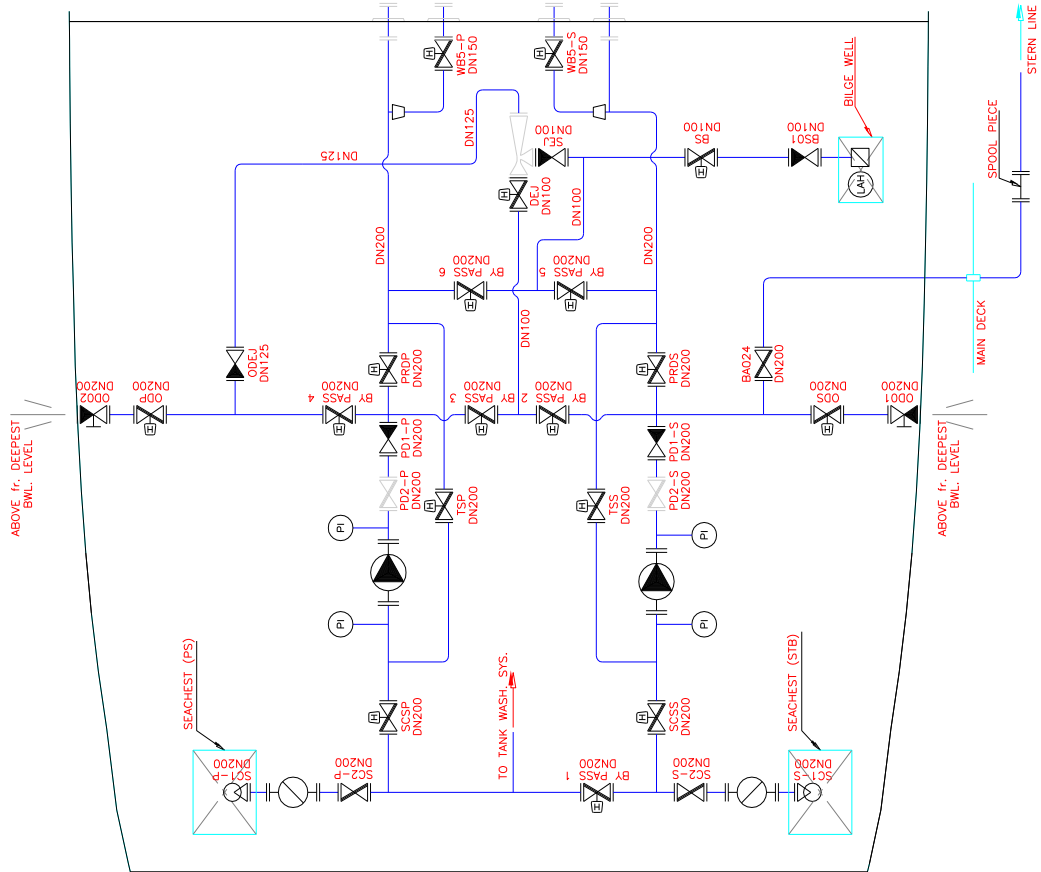 STERN LINE
WB5-P
DN150
WB5-S
DN150
H
H
BILGE WELL
SPOOL PIECE
DN125
DN125
SEJ
DN100
BS
DN100
H
BS01
DN100
LAH
DEJ
DN100
H
DN100
DN200
DN200
BY PASS 6
DN200
H
BY PASS 5
DN200
H
DN100
MAIN DECK
ODEJ
DN125
PRDP
DN200
H
PRDS
DN200
H
BA024
DN200
OD02
DN200
ODP
DN200
H
BY PASS 4
DN200
H
BY PASS 3
DN200
H
BY PASS 2
DN200
H
ODS
DN200
H
OD01
DN200
ABOVE fr. DEEPEST
BWL. LEVEL
PD1-P
DN200
PD1-S
DN200
ABOVE fr. DEEPEST
BWL. LEVEL
PD2-P
DN200
TSP
DN200
H
TSS
DN200
H
PD2-S
DN200
PI
PI
PI
PI
SEACHEST (PS)
SEACHEST (STB)
SCSP
DN200
H
TO TANK WASH. SYS.
SCSS
DN200
H
SC1-P
DN200
SC2-P
DN200
BY PASS 1
DN200
H
SC2-S
DN200
SC1-S
DN200